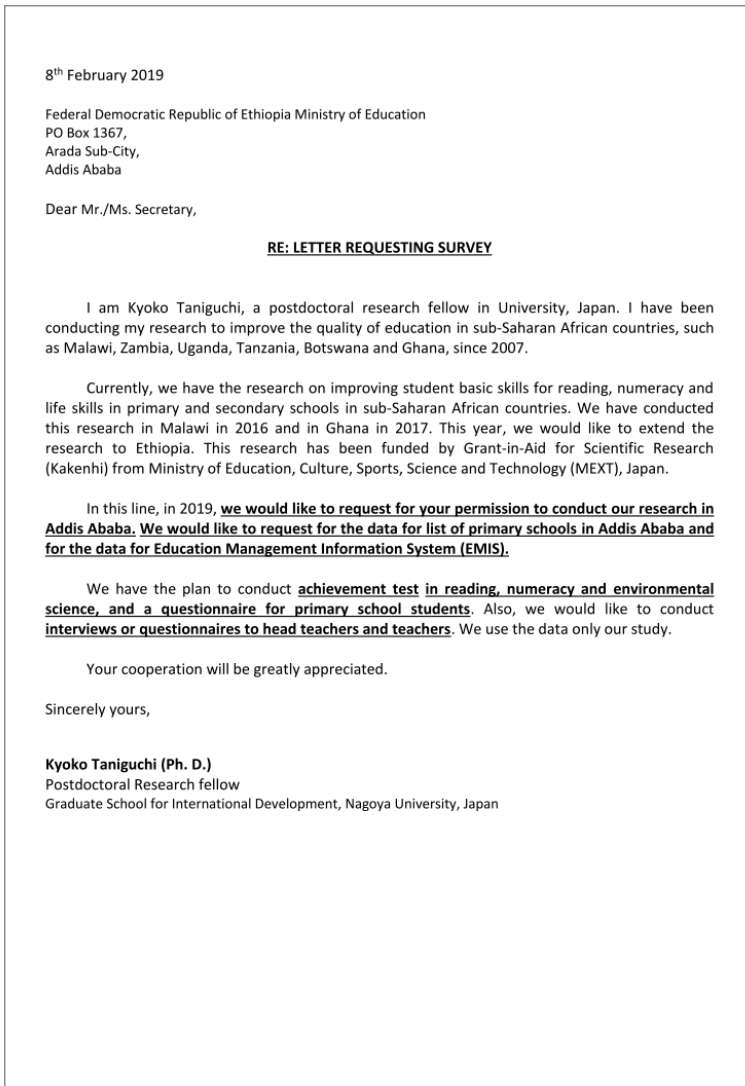 8th February 2019
Federal Democratic Republic of Ethiopia Ministry of Education
PO Box 1367,
Arada Sub-City,
Addis Ababa
Dear Mr./Ms. Secretary,
RE: LETTER REQUESTING SURVEY
I am Kyoko Taniguchi, a postdoctoral research fellow in University, Japan. I have been
conducting my research to improve the quality of education in sub-Saharan African countries, such
as Malawi, Zambia, Uganda, Tanzania, Botswana and Ghana, since 2007.
Currently, we have the research on improving student basic skills for reading, numeracy and
life skills in primary and secondary schools in sub-Saharan African countries. We have conducted
this research in Malawi in 2016 and in Ghana in 2017. This year, we would like to extend the
research to Ethiopia. This research has been funded by Grant-in-Aid for Scientific Research
(Kakenhi) from Ministry of Education, Culture, Sports, Science and Technology (MEXT), Japan.
In this line, in 2019, we would like to request for your permission to conduct our research in
Addis Ababa. We would like to request for the data for list of primary schools in Addis Ababa and
for the data for Education Management Information System (EMIS).
We have the plan to conduct achievement test in reading, numeracy and environmental
science, and a questionnaire for primary school students. Also, we would like to conduct
interviews or questionnaires to head teachers and teachers. We use the data only our study.
Your cooperation will be greatly appreciated.
Sincerely yours,
Kyoko Taniguchi (Ph. D.)
Postdoctoral Research fellow
Graduate School for International Development, Nagoya University, Japan